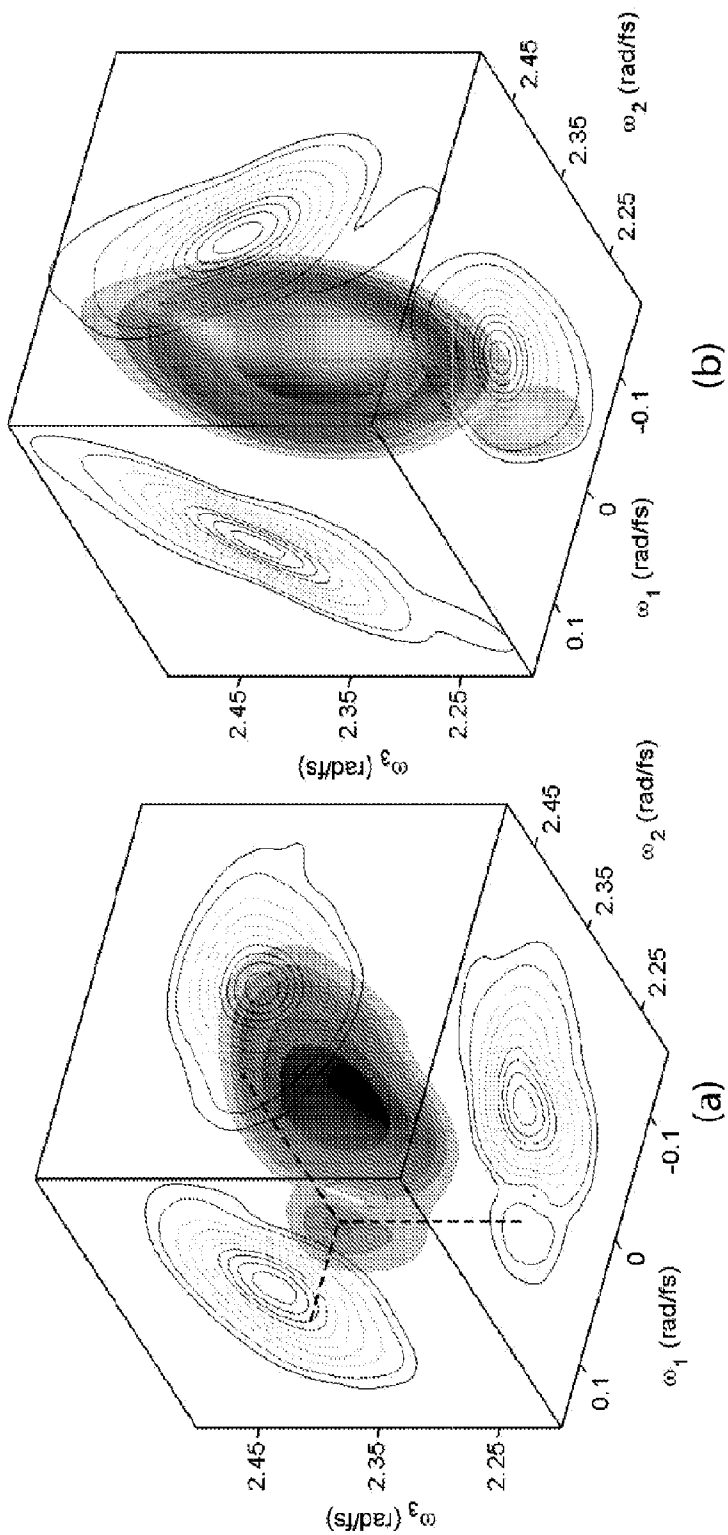 ω3 (rad/fs)
2.45
2.35
2.25
0.1
0
-0.1
ω1 (rad/fs)
2.25
2.35
2.45
ω2 (rad/fs)
(a)
ω3 (rad/fs)
2.45
2.35
2.25
0.1
0
-0.1
ω1 (rad/fs)
2.25
2.35
2.45
ω2 (rad/fs)
(b)